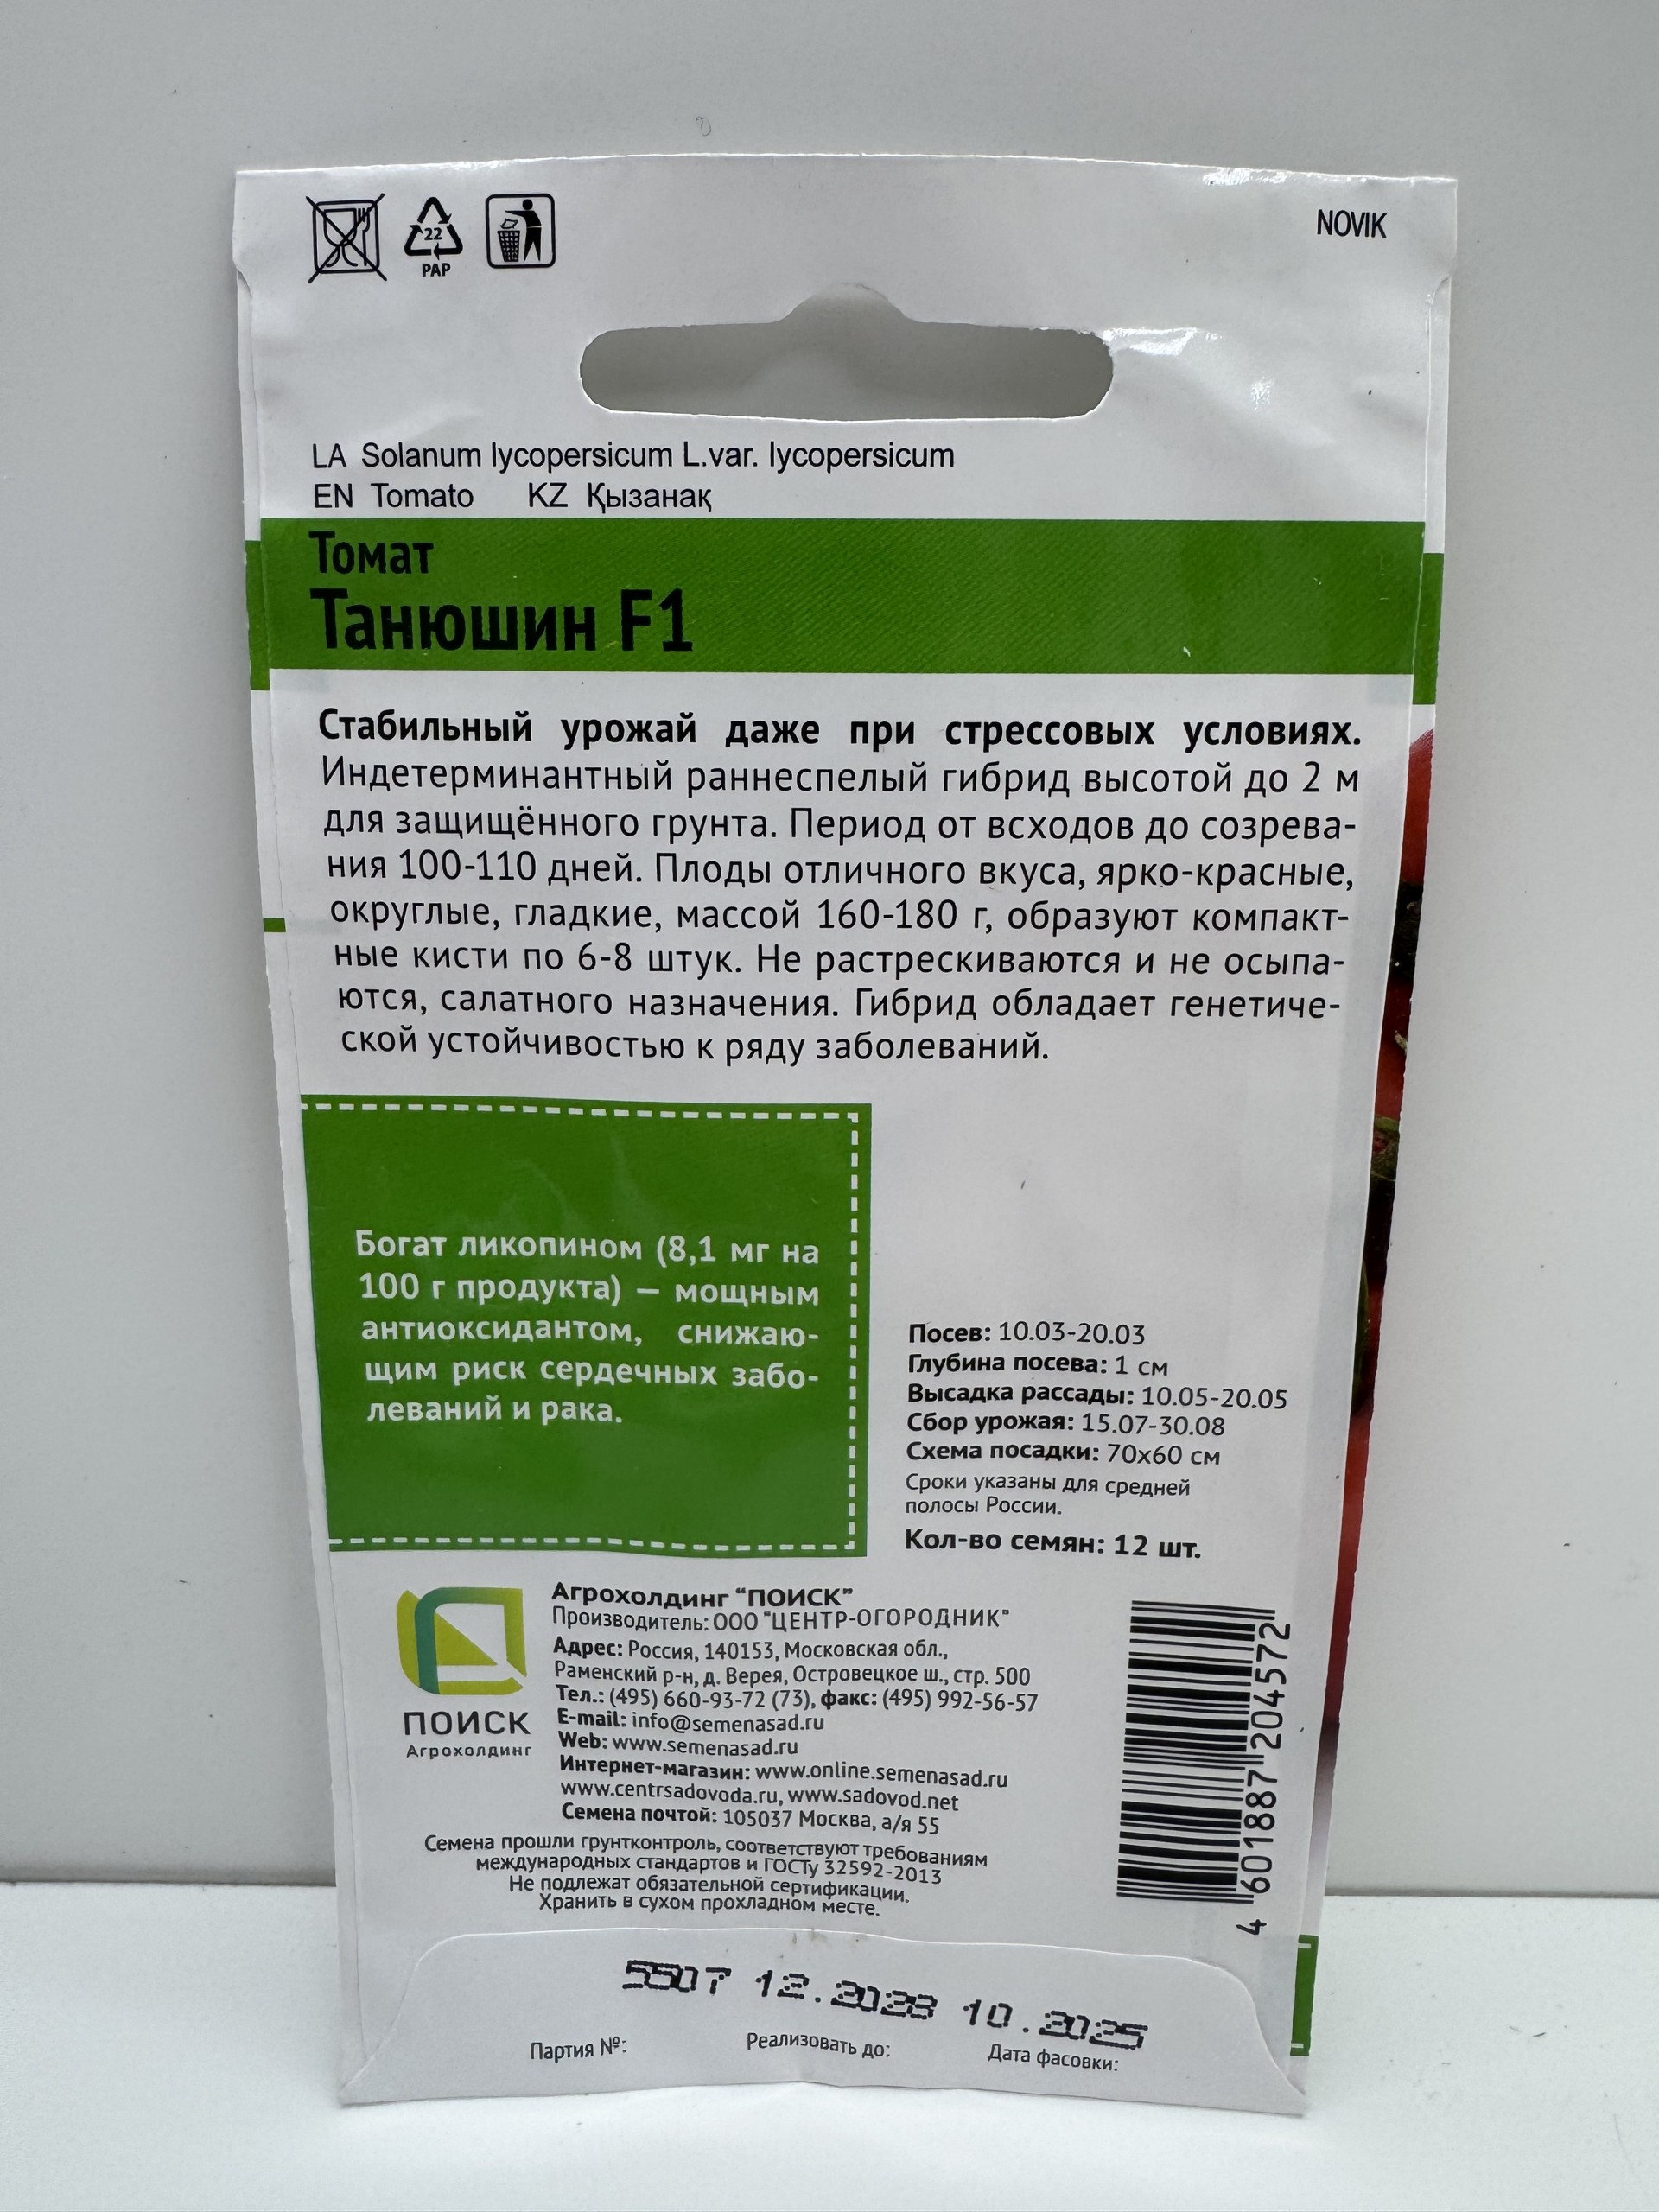 NOVIK
22
PAP
LA Solanum lycopersicum L.var. lycopersicum
EN Tomato KZ Қызанақ
Томат
Танюшин F1
Стабильный урожай даже при стрессовых условиях.
Индетерминантный раннеспелый гибрид высотой до 2 м
для защищённого грунта. Период от всходов до созрева-
ния 100-110 дней. Плоды отличного вкуса, ярко-красные,
округлые, гладкие, массой 160-180 г, образуют компакт-
ные кисти по 6-8 штук. Не растрескиваются и не осыпа-
ются, салатного назначения. Гибрид обладает генетиче-
ской устойчивостью к ряду заболеваний.
Богат ликопином (8,1 мг на
100 г продукта) — мощным
антиоксидантом, снижаю-
щим риск сердечных забо-
леваний и рака.
Посев: 10.03-20.03
Глубина посева: 1 см
Высадка рассады: 10.05-20.05
Сбор урожая: 15.07-30.08
Схема посадки: 70х60 см
Сроки указаны для средней
полосы России.
Кол-во семян: 12 шт.
ПОИСК
Агрохолдинг
Агрохолдинг "ПОИСК"
Производитель: ООО "ЦЕНТР-ОГОРОДНИК"
Адрес: Россия, 140153, Московская обл.,
Раменский р-н, д. Верея, Островецкое ш., стр. 500
Тел.: (495) 660-93-72 (73), факс: (495) 992-56-57
E-mail: info@semenasad.ru
Web: www.semenasad.ru
Интернет-магазин: www.online.semenasad.ru
www.centrsadovoda.ru, www.sadovod.net
Семена почтой: 105037 Москва, а/я 55
Семена прошли грунтконтроль, соответствуют требованиям
международных стандартов и ГОСТу 32592-2013
Не подлежат обязательной сертификации.
Хранить в сухом прохладном месте.
4 601887 204572
5507 12.2028 10.2025
Партия №: Реализовать до: Дата фасовки: